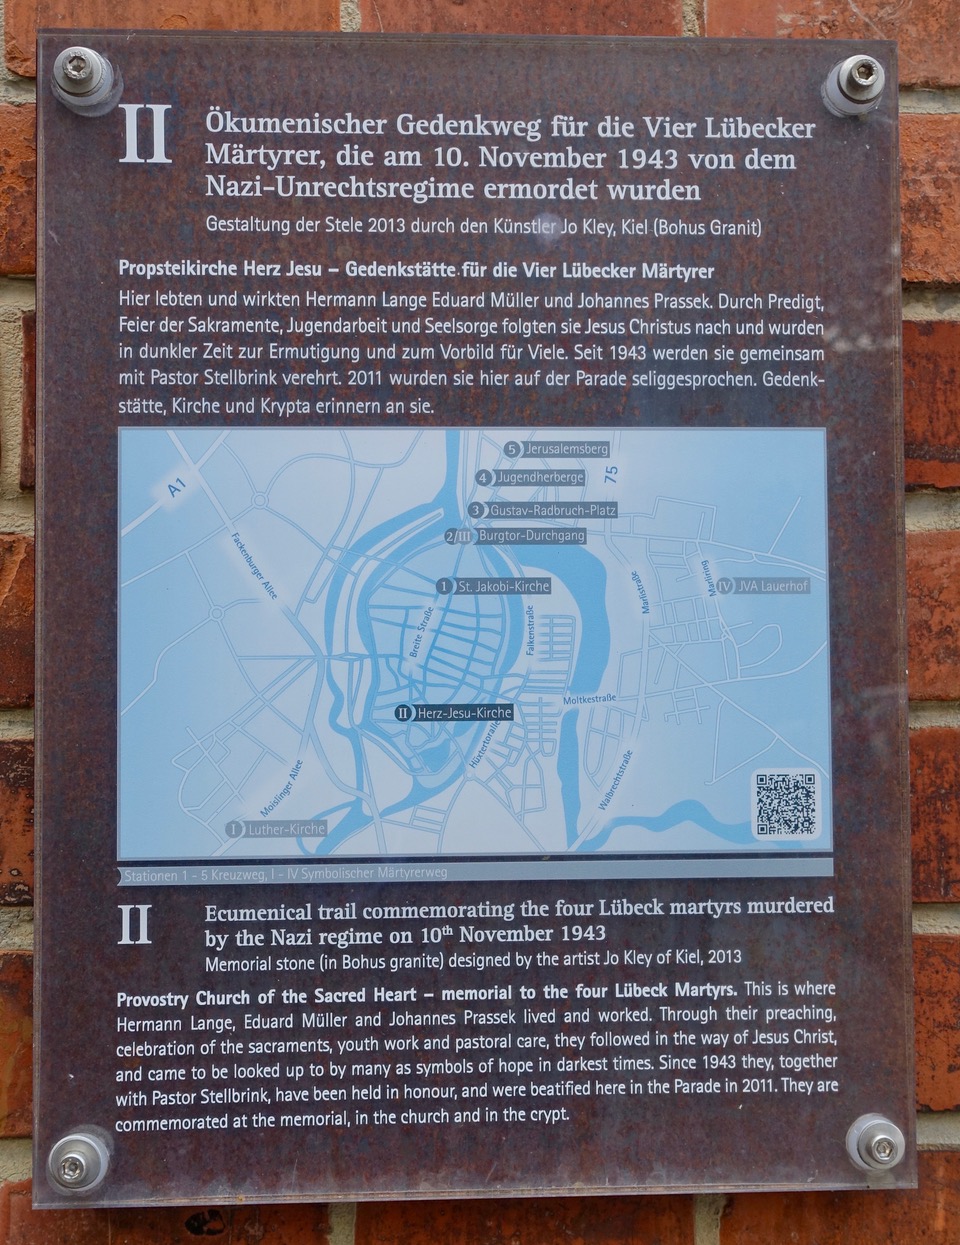 II
Ökumenischer Gedenkweg für die Vier Lübecker
Märtyrer, die am 10. November 1943 von dem
Nazi-Unrechtsregime ermordet wurden
Gestaltung der Stele 2013 durch den Künstler Jo Kley, Kiel (Bohus Granit)
Propsteikirche Herz Jesu – Gedenkstätte für die Vier Lübecker Märtyrer
Hier lebten und wirkten Hermann Lange Eduard Müller und Johannes Prassek. Durch Predigt,
Feier der Sakramente, Jugendarbeit und Seelsorge folgten sie Jesus Christus nach und wurden
in dunkler Zeit zur Ermutigung und zum Vorbild für Viele. Seit 1943 werden sie gemeinsam
mit Pastor Stellbrink verehrt. 2011 wurden sie hier auf der Parade seliggesprochen. Gedenk-
stätte, Kirche und Krypta erinnern an sie.
5 Jerusalemsberg
75
A1
4 Jugendherberge
3 Gustav-Radbruch-Platz
2/III Burgtor-Durchgang
Fackenburger Allee
1 St. Jakobi-Kirche
Marlistraße
Marliring
IV JVA Lauerhof
Breite Straße
Falkenstraße
Moltkestraße
II Herz-Jesu-Kirche
Hüxtertorallee
Moislinger Allee
Walbrechtstraße
I Luther-Kirche
Stationen 1 - 5 Kreuzweg, I - IV Symbolischer Märtyrerweg
II
Ecumenical trail commemorating the four Lübeck martyrs murdered
by the Nazi regime on 10th November 1943
Memorial stone (in Bohus granite) designed by the artist Jo Kley of Kiel, 2013
Provostry Church of the Sacred Heart – memorial to the four Lübeck Martyrs. This is where
Hermann Lange, Eduard Müller and Johannes Prassek lived and worked. Through their preaching,
celebration of the sacraments, youth work and pastoral care, they followed in the way of Jesus Christ,
and came to be looked up to by many as symbols of hope in darkest times. Since 1943 they, together
with Pastor Stellbrink, have been held in honour, and were beatified here in the Parade in 2011. They are
commemorated at the memorial, in the church and in the crypt.